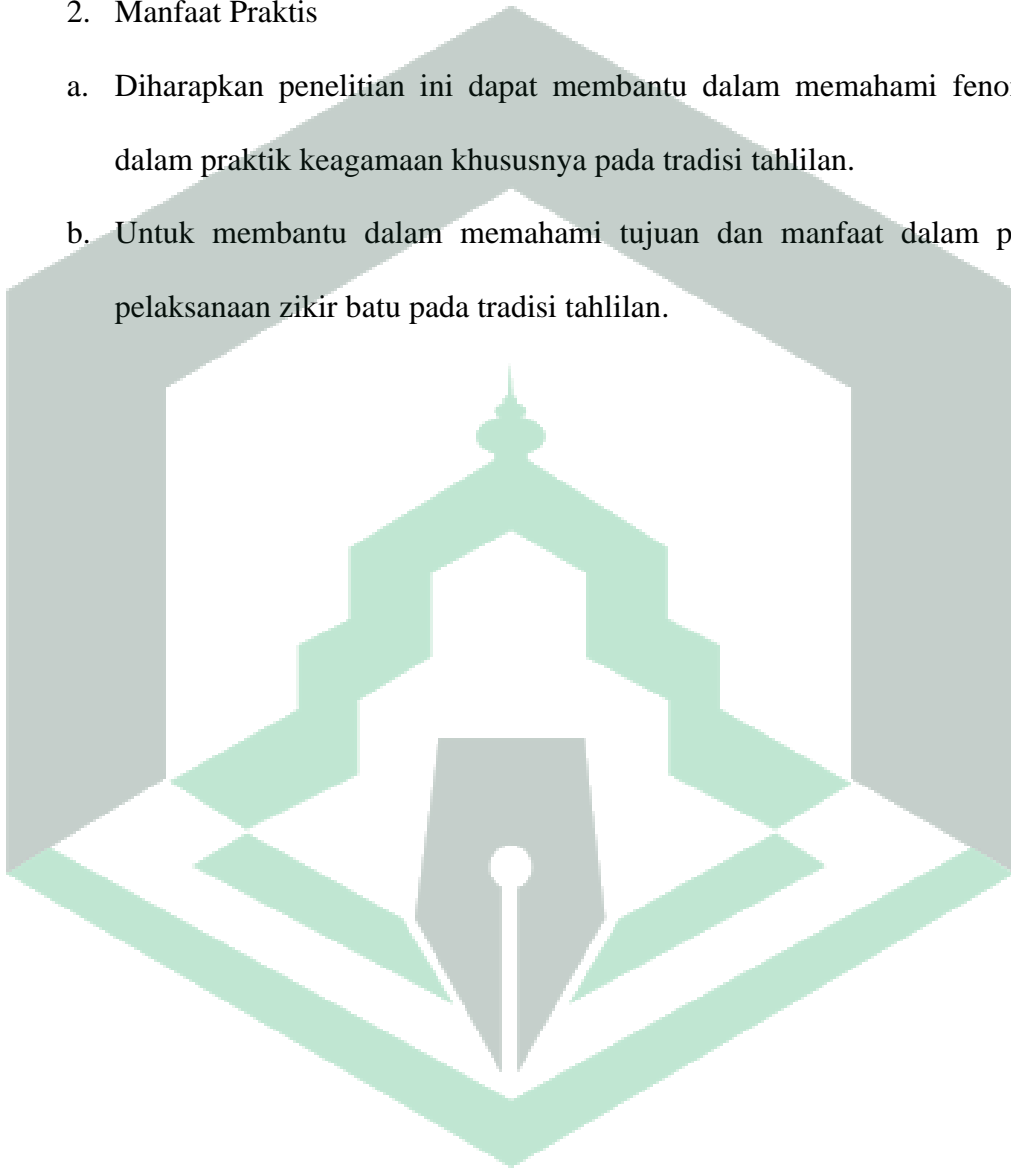 2. Manfaat Praktis
a. Diharapkan penelitian ini dapat membantu dalam memahami
dalam praktik keagamaan khususnya pada tradisi tahlilan.
b. Untuk membantu dalam memahami tujuan dan manfaat dalam
pelaksanaan zikir batu pada tradisi tahlilan.